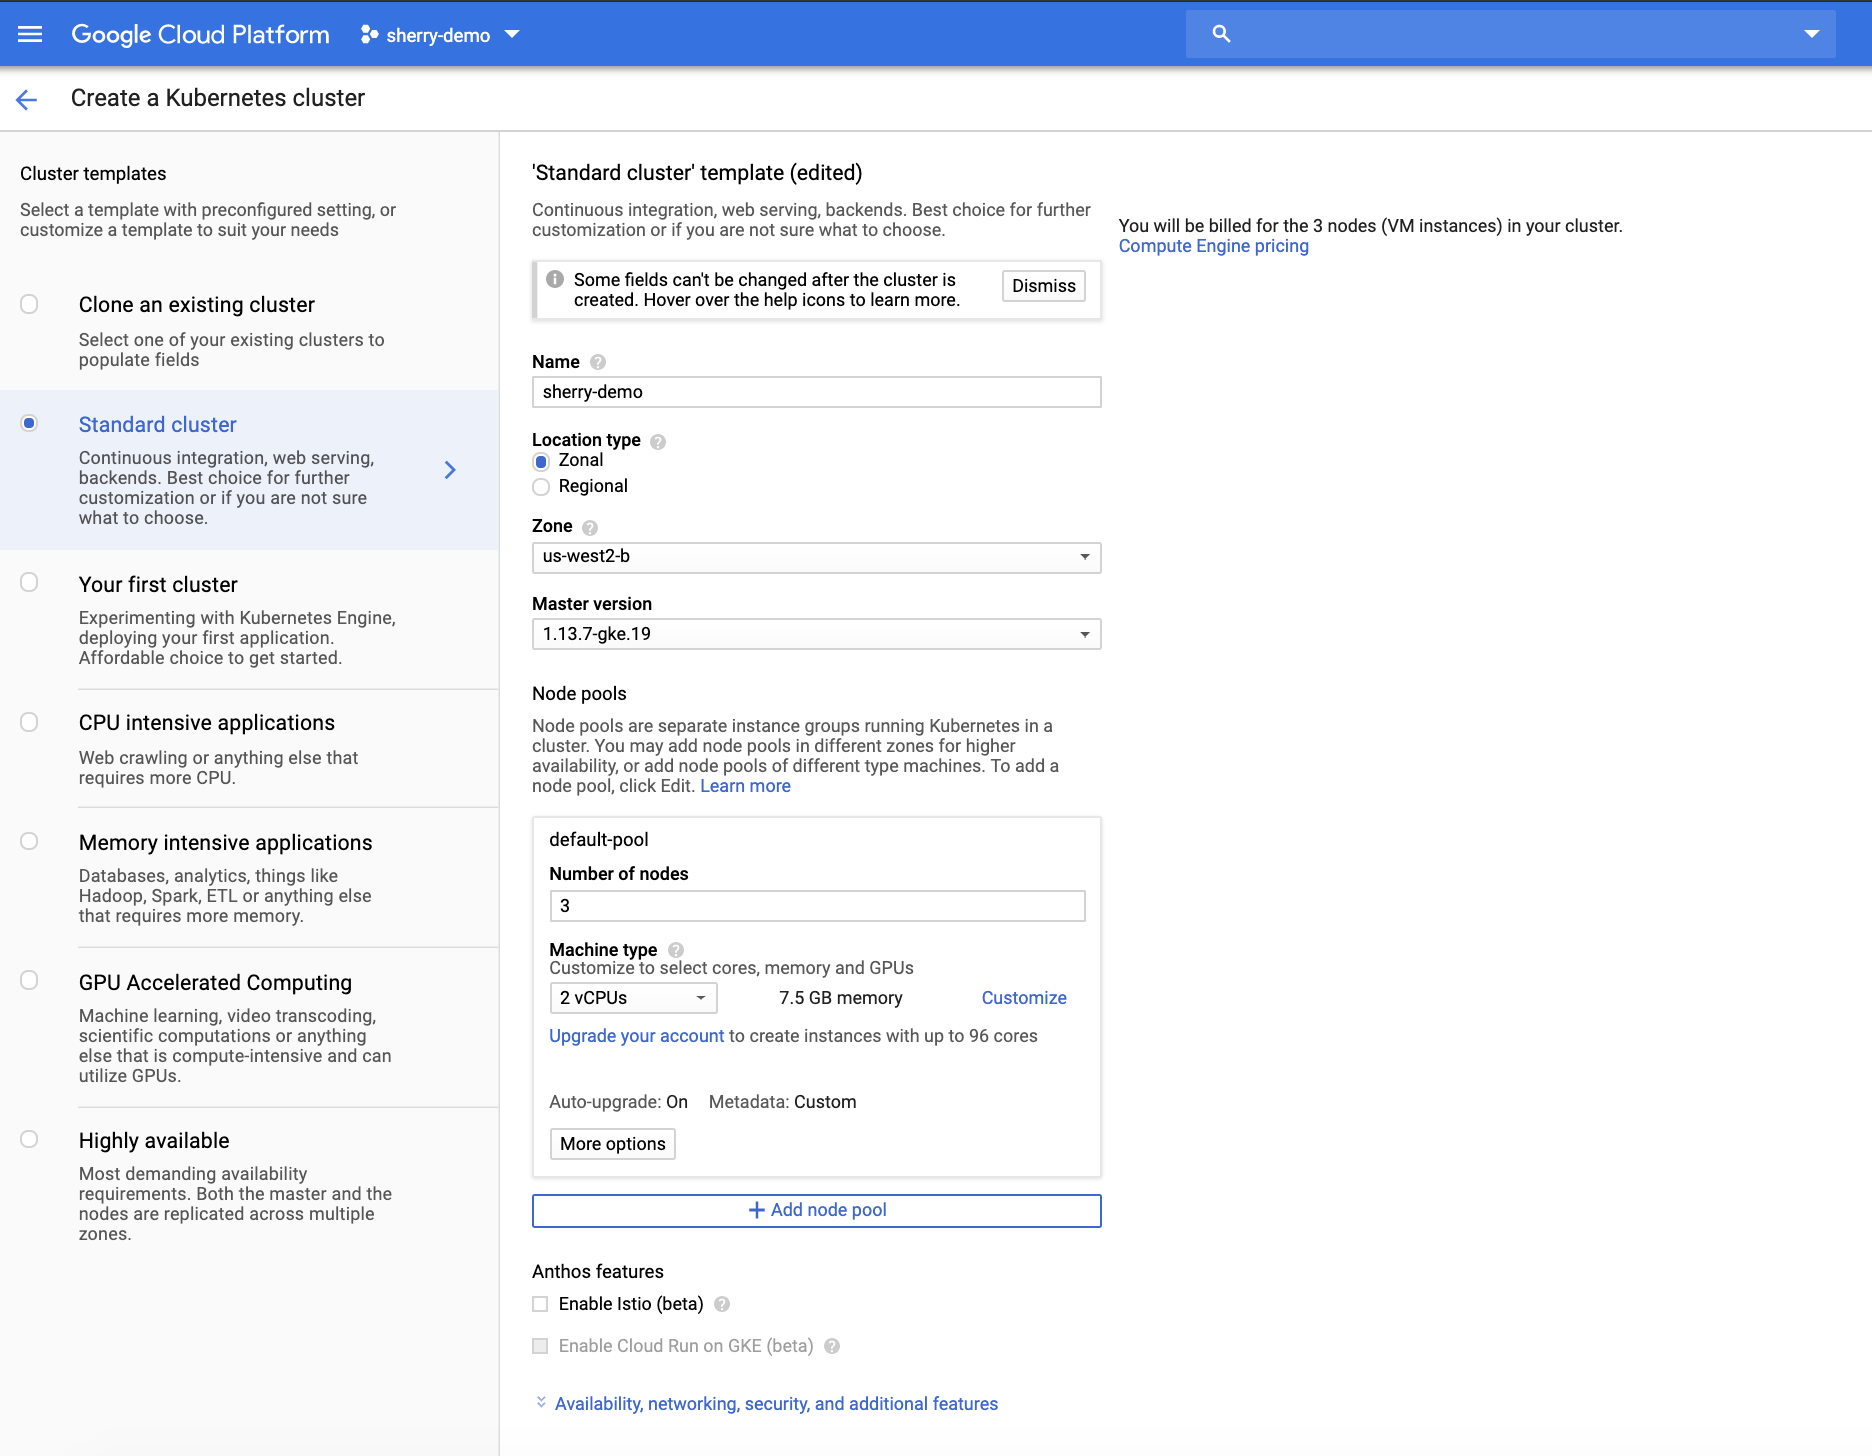 Google Cloud Platform
sherry-demo
Create a Kubernetes cluster
Cluster templates
Select a template with preconfigured setting, or
customize a template to suit your needs
Clone an existing cluster
Select one of your existing clusters to
populate fields
Standard cluster
Continuous integration, web serving,
backends. Best choice for further
customization or if you are not sure
what to choose.
Your first cluster
Experimenting with Kubernetes Engine,
deploying your first application.
Affordable choice to get started.
CPU intensive applications
Web crawling or anything else that
requires more CPU.
Memory intensive applications
Databases, analytics, things like
Hadoop, Spark, ETL or anything else
that requires more memory.
GPU Accelerated Computing
Machine learning, video transcoding,
scientific computations or anything
else that is compute-intensive and can
utilize GPUs.
Highly available
Most demanding availability
requirements. Both the master and the
nodes are replicated across multiple
zones.
'Standard cluster' template (edited)
Continuous integration, web serving, backends. Best choice for further
customization or if you are not sure what to choose.
Some fields can't be changed after the cluster is
created. Hover over the help icons to learn more.
Dismiss
Name
sherry-demo
Location type
Zonal
Regional
Zone
us-west2-b
Master version
1.13.7-gke.19
Node pools
Node pools are separate instance groups running Kubernetes in a
cluster. You may add node pools in different zones for higher
availability, or add node pools of different type machines. To add a
node pool, click Edit. Learn more
default-pool
Number of nodes
3
Machine type
Customize to select cores, memory and GPUs
2 vCPUs 7.5 GB memory Customize
Upgrade your account to create instances with up to 96 cores
Auto-upgrade: On Metadata: Custom
More options
Add node pool
Anthos features
Enable Istio (beta)
Enable Cloud Run on GKE (beta)
Availability, networking, security, and additional features
You will be billed for the 3 nodes (VM instances) in your cluster.
Compute Engine pricing